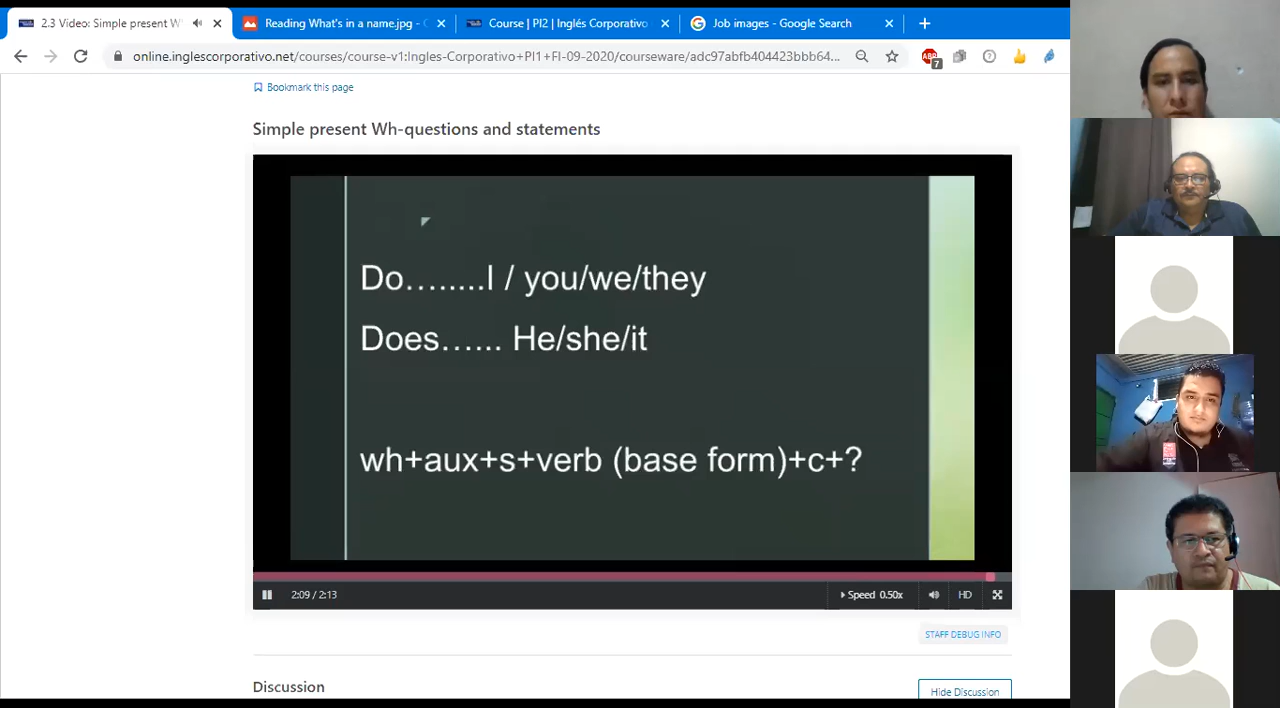 2.3 Video: Simple present W
Reading What's in a name.jpg - 
Course | PI2 | Inglés Corporativo
Job images - Google Search
online.inglescorporativo.net/courses/course-v1:Ingles-Corporativo+PI1+FI-09-2020/courseware/adc97abfb404423bbb64...
ABP
7
Bookmark this page
Simple present Wh-questions and statements
Do….....I / you/we/they
Does…... He/she/it
wh+aux+s+verb (base form)+c+?
2:09 / 2:13
Speed 0.50x
HD
STAFF DEBUG INFO
Discussion
Hide Discussion